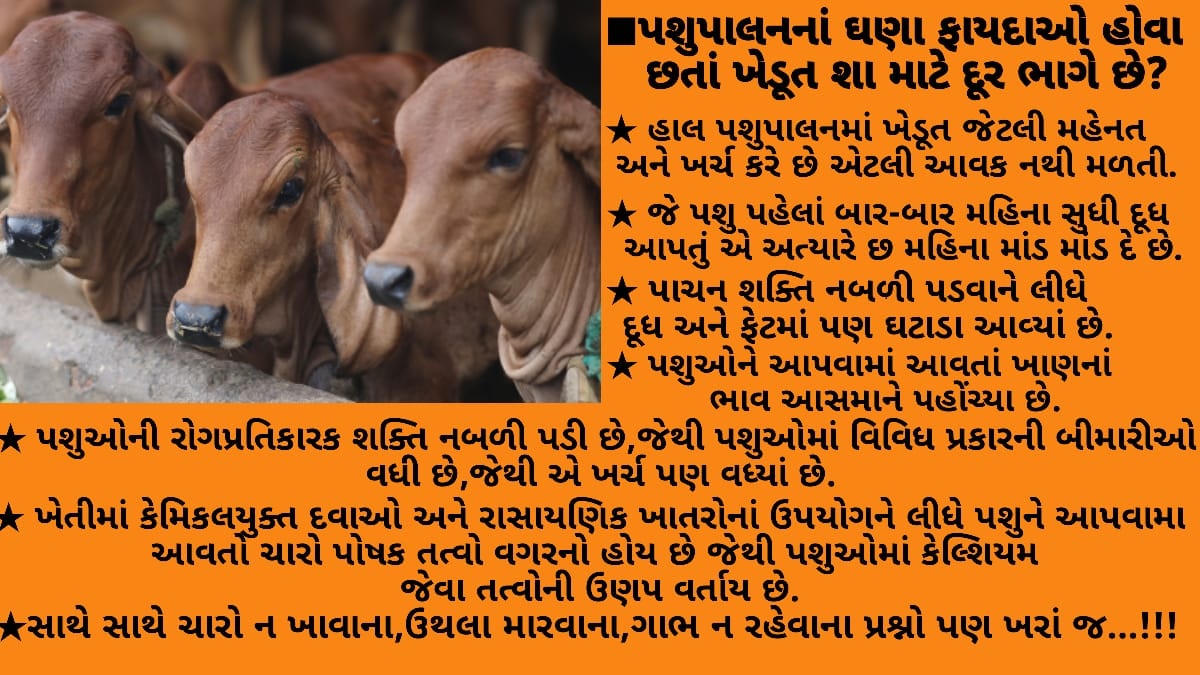 ■પશુપાલનનાં ઘણા ફાયદાઓ હોવા
છતાં ખેડૂત શા માટે દૂર ભાગે છે?
★ હાલ પશુપાલનમાં ખેડૂત જેટલી મહેનત
અને ખર્ચ કરે છે એટલી આવક નથી મળતી.
★ જે પશુ પહેલાં બાર-બાર મહિના સુધી દૂધ
આપતું એ અત્યારે છ મહિના માંડ માંડ દે છે.
★ પાચન શક્તિ નબળી પડવાને લીધે
દૂધ અને ફેટમાં પણ ઘટાડા આવ્યાં છે.
★ પશુઓને આપવામાં આવતાં ખાણનાં
ભાવ આસમાને પહોંચ્યા છે.
★ પશુઓની રોગપ્રતિકારક શક્તિ નબળી પડી છે,જેથી પશુઓમાં વિવિધ પ્રકારની બીમારીઓ
વધી છે,જેથી એ ખર્ચ પણ વધ્યાં છે.
★ ખેતીમાં કેમિકલયુક્ત દવાઓ અને રાસાયણિક ખાતરોનાં ઉપયોગને લીધે પશુને આપવામા
આવતો ચારો પોષક તત્વો વગરનો હોય છે જેથી પશુઓમાં કેલ્શિયમ
જેવા તત્વોની ઉણપ વર્તાય છે.
★સાથે સાથે ચારો ન ખાવાના,ઉથલા મારવાના,ગાભ ન રહેવાના પ્રશ્નો પણ ખરાં જ...!!!